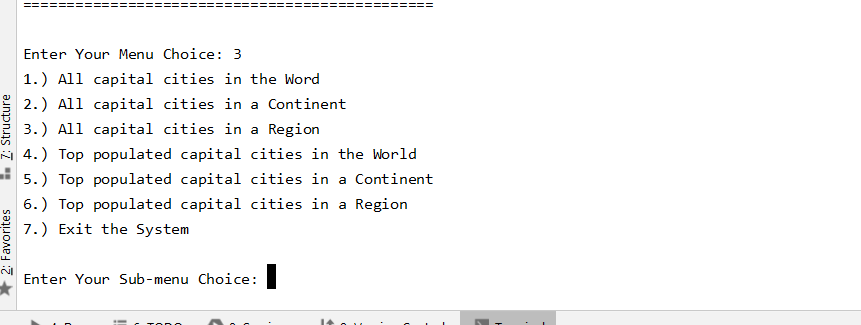 ================================================
Enter Your Menu Choice: 3
1.) All capital cities in the Word
2.) All capital cities in a Continent
3.) All capital cities in a Region
4.) Top populated capital cities in the World
5.) Top populated capital cities in a Continent
6.) Top populated capital cities in a Region
7.) Exit the System
Enter Your Sub-menu Choice:
7: Structure
2: Favorites